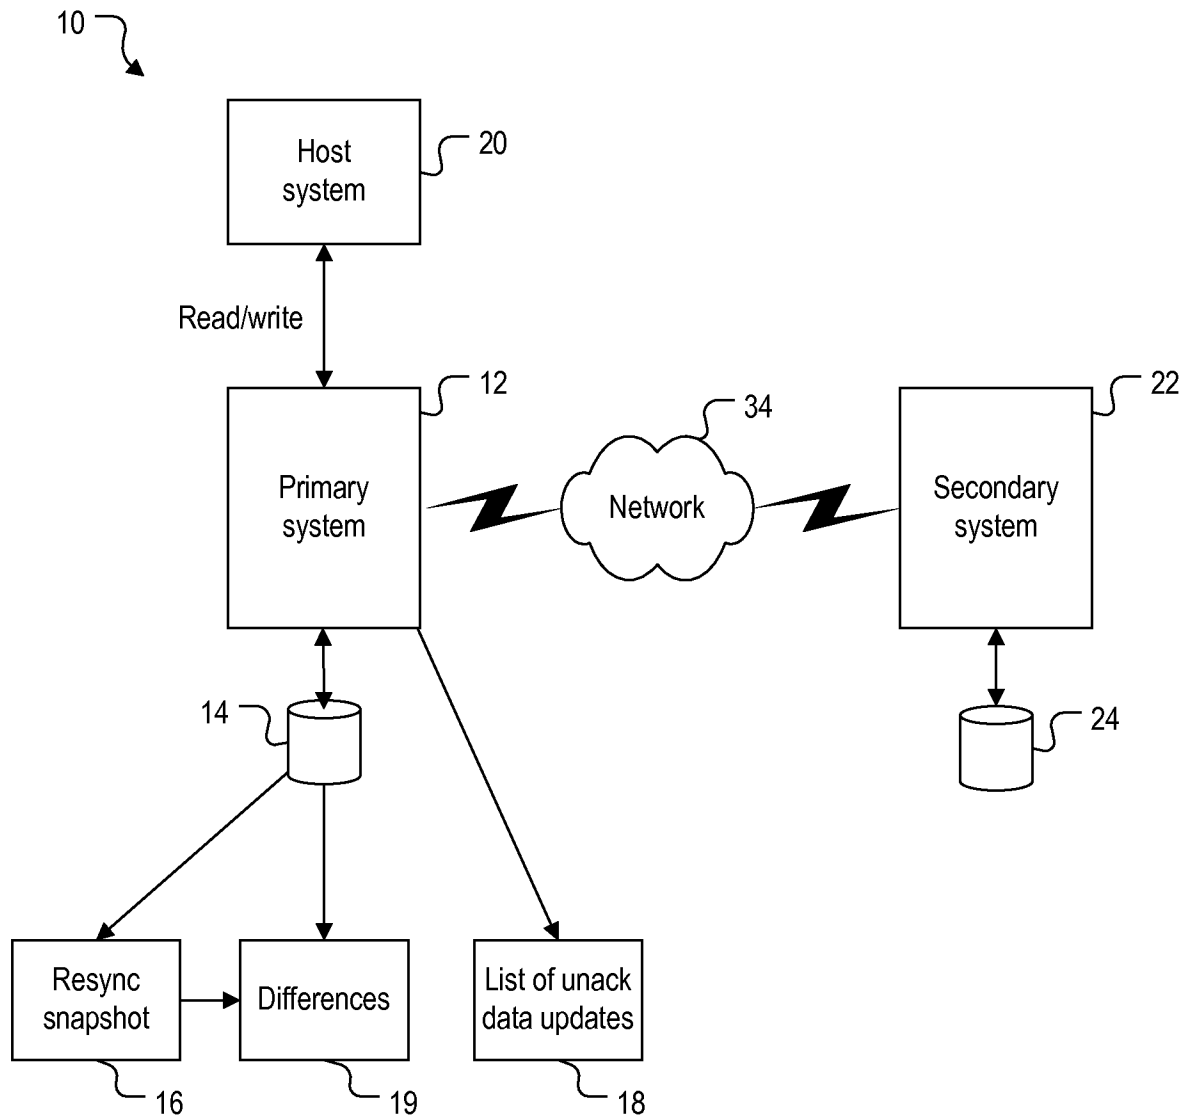 10
Host
system
20
Read/write
12
Primary
system
34
Network
22
Secondary
system
14
24
Resync
snapshot
Differences
List of unack
data updates
16
19
18